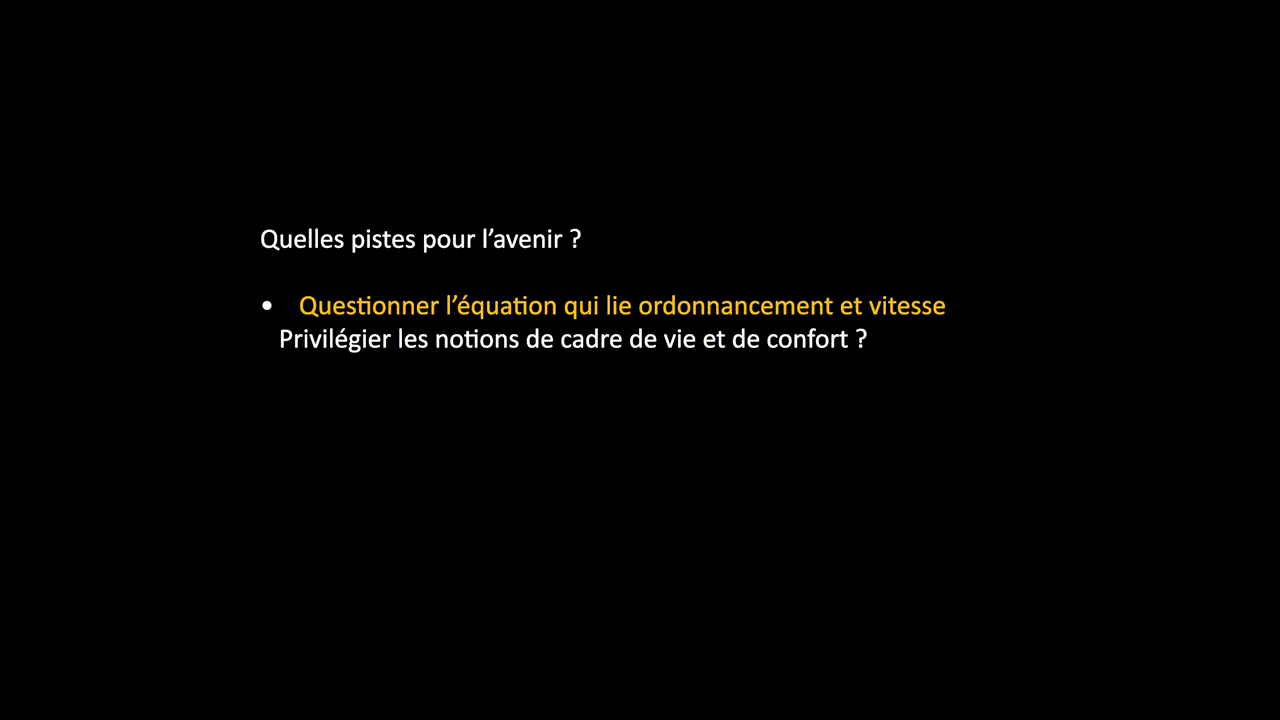 Quelles pistes pour l’avenir ?
• Questionner l’équation qui lie ordonnancement et vitesse
Privilégier les notions de cadre de vie et de confort ?